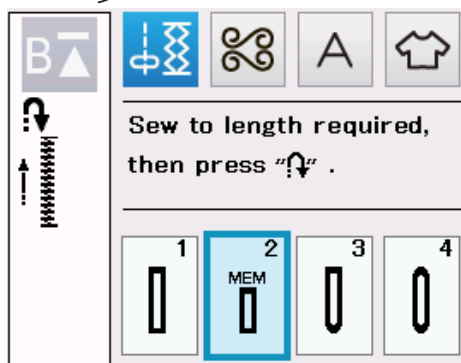 B
A
Sew to length required,
then press "".
1
2
3
4
MEM